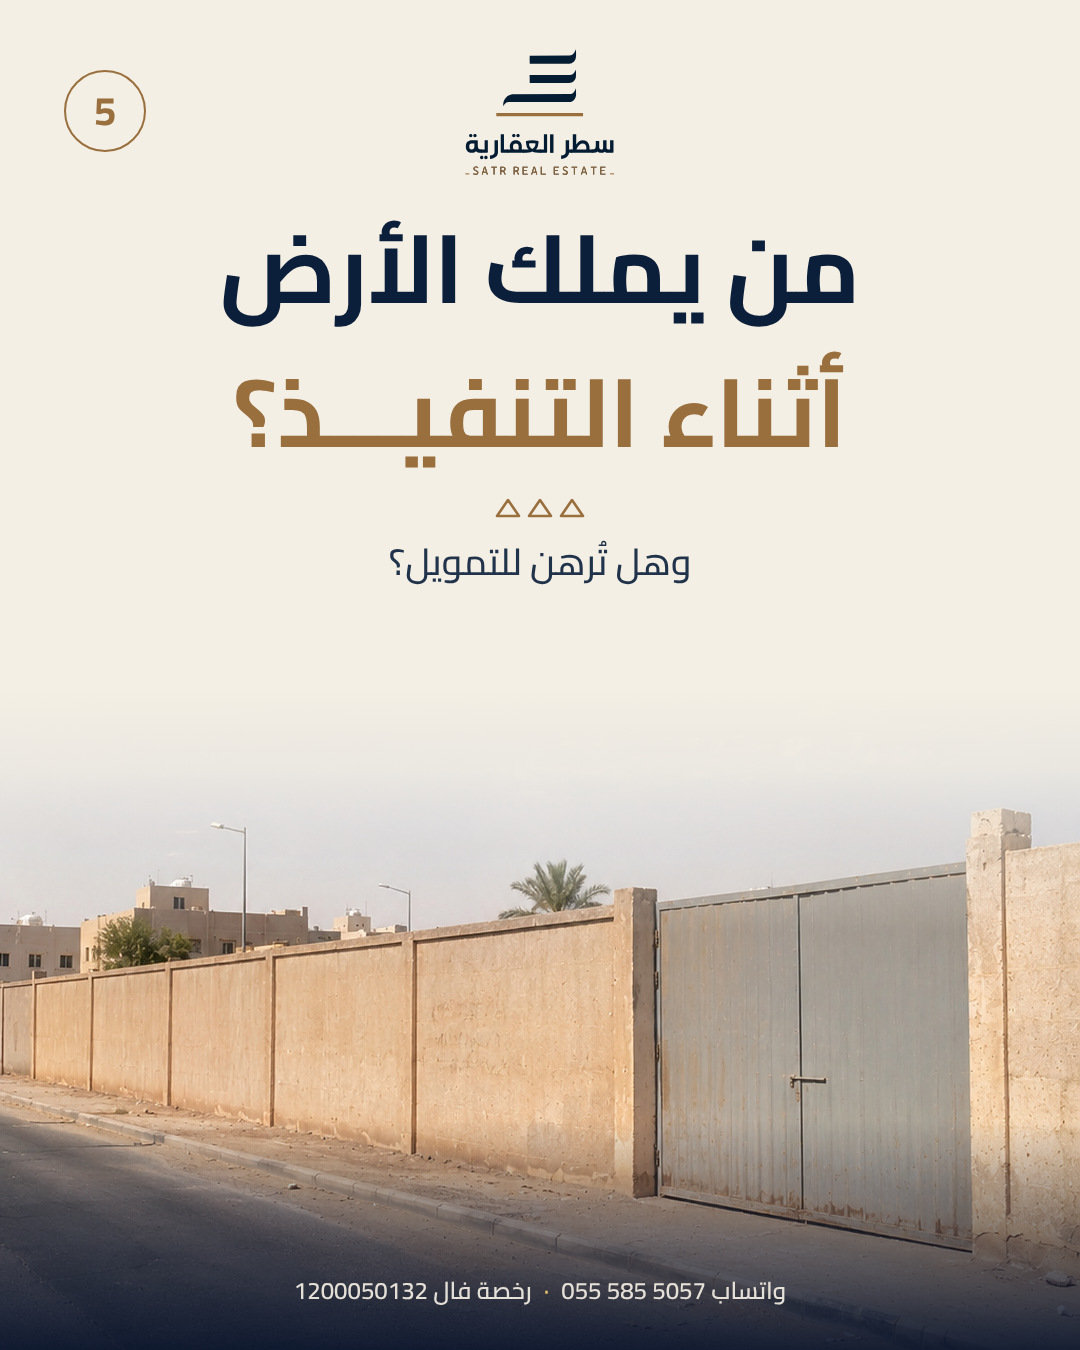 5
سطر العقارية
SATR REAL ESTATE
من يملك الأرض
أثناء التنفيـــذ؟
وهل تُرهن للتمويل؟
واتساب 5057 585 055 · رخصة فال 1200050132